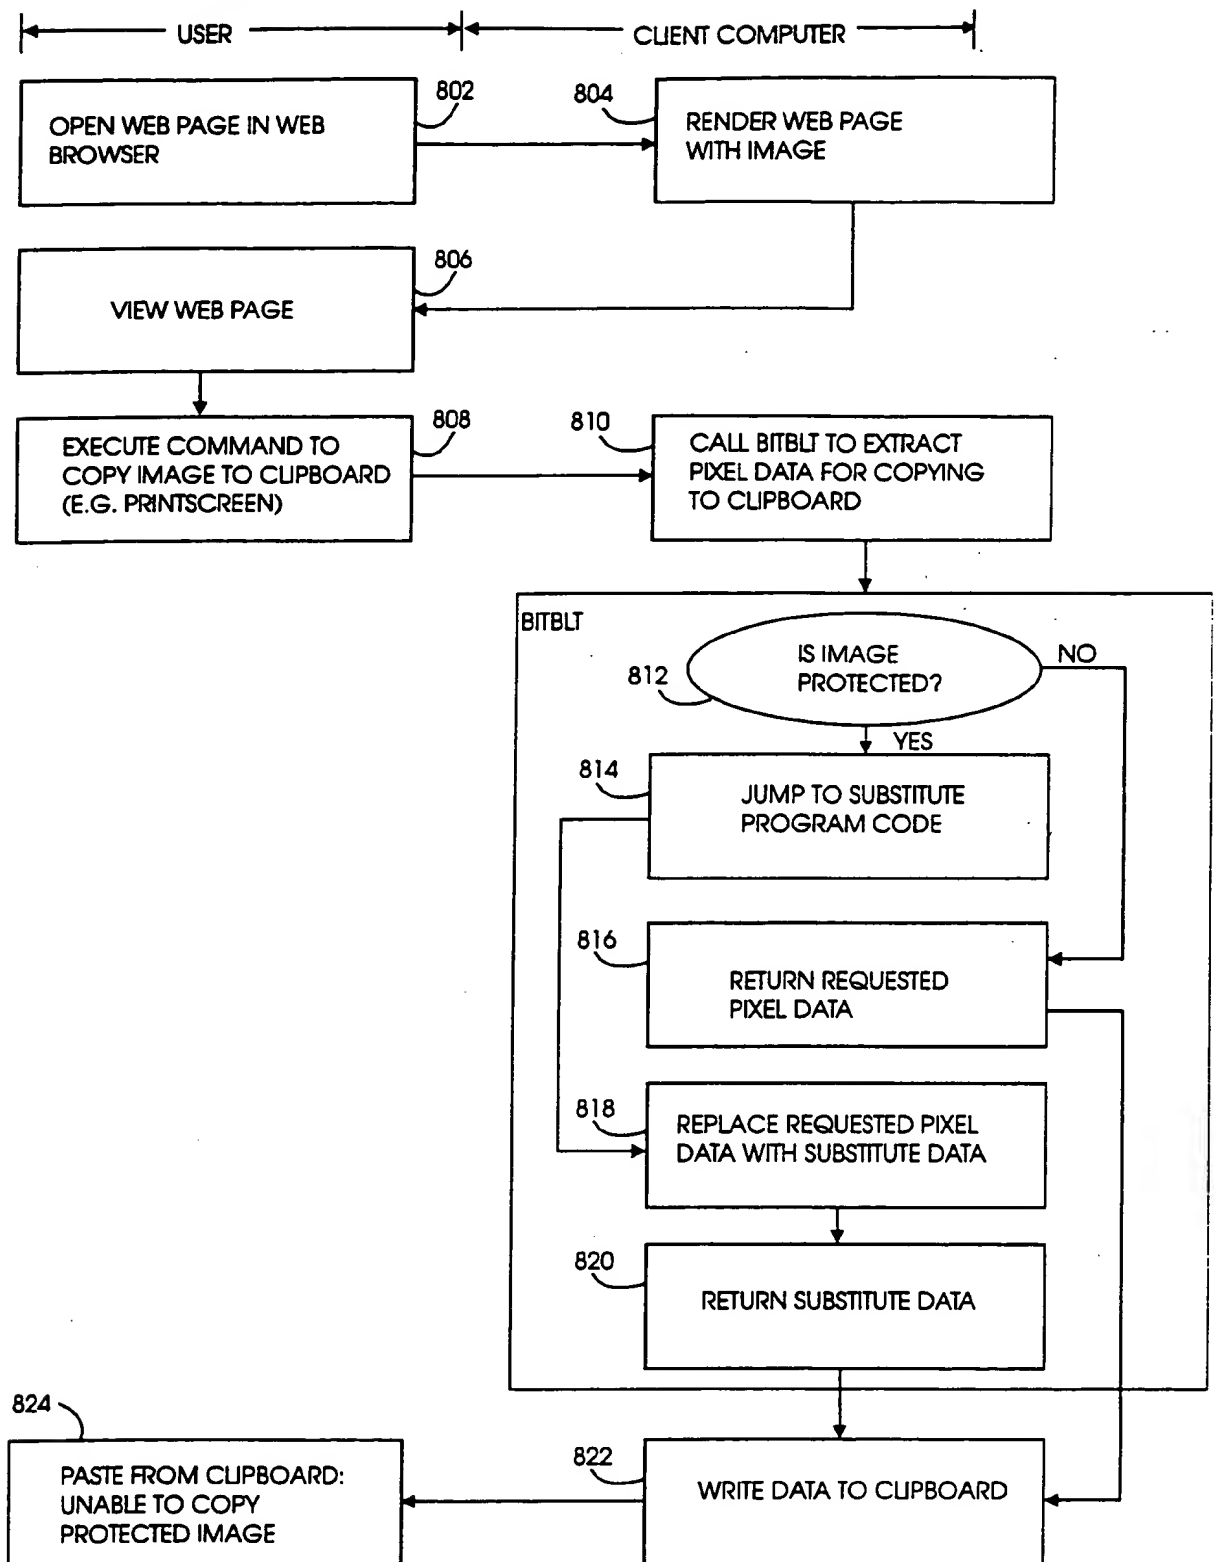 USER
CLIENT COMPUTER
802
OPEN WEB PAGE IN WEB
BROWSER
804
RENDER WEB PAGE
WITH IMAGE
806
VIEW WEB PAGE
808
EXECUTE COMMAND TO
COPY IMAGE TO CLIPBOARD
(E.G. PRINTSCREEN)
810
CALL BITBLT TO EXTRACT
PIXEL DATA FOR COPYING
TO CLIPBOARD
BITBLT
812
IS IMAGE
PROTECTED?
NO
YES
814
JUMP TO SUBSTITUTE
PROGRAM CODE
816
RETURN REQUESTED
PIXEL DATA
818
REPLACE REQUESTED PIXEL
DATA WITH SUBSTITUTE DATA
820
RETURN SUBSTITUTE DATA
822
WRITE DATA TO CLIPBOARD
824
PASTE FROM CLIPBOARD:
UNABLE TO COPY
PROTECTED IMAGE